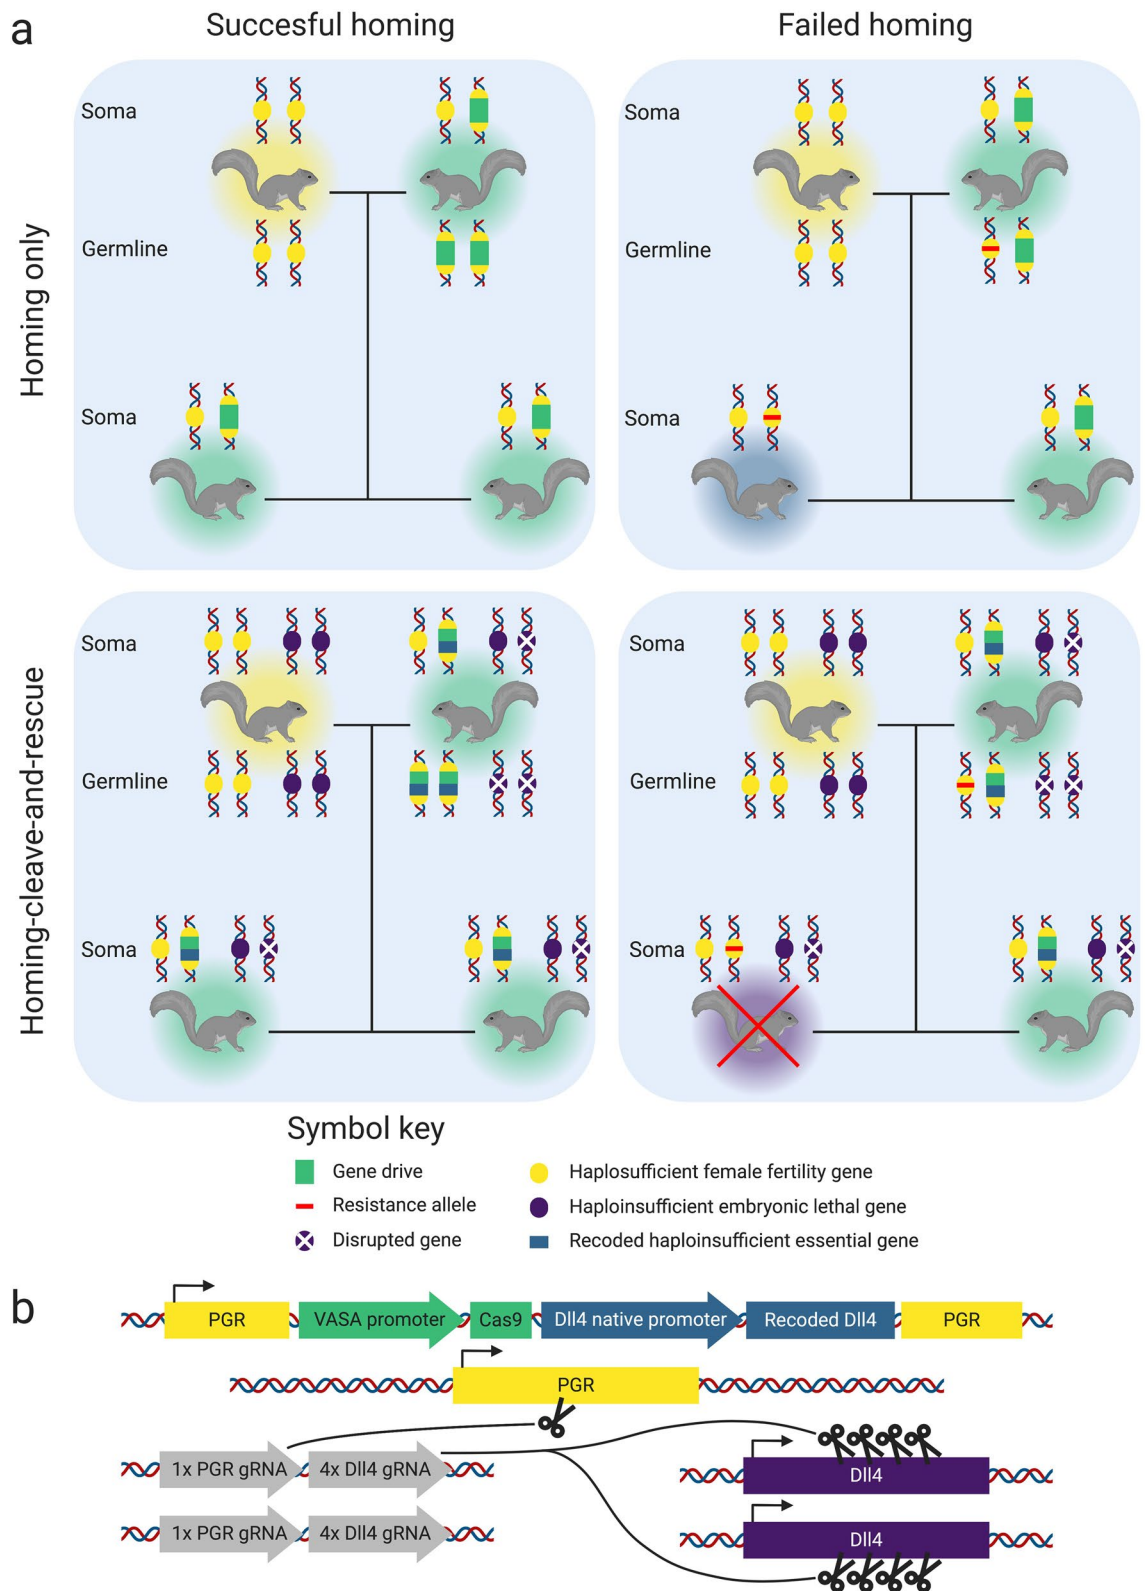 a
Succesful homing
Failed homing
Homing only
Soma
Germline
Soma
Soma
Germline
Soma
Homing-cleave-and-rescue
Soma
Germline
Soma
Soma
Germline
Soma
Symbol key
Gene drive
Haplosufficient female fertility gene
Resistance allele
Haploinsufficient embryonic lethal gene
Disrupted gene
Recoded haploinsufficient essential gene
b
PGR
VASA promoter
Cas9
Dll4 native promoter
Recoded Dll4
PGR
PGR
1x PGR gRNA
4x Dll4 gRNA
Dll4
1x PGR gRNA
4x Dll4 gRNA
Dll4